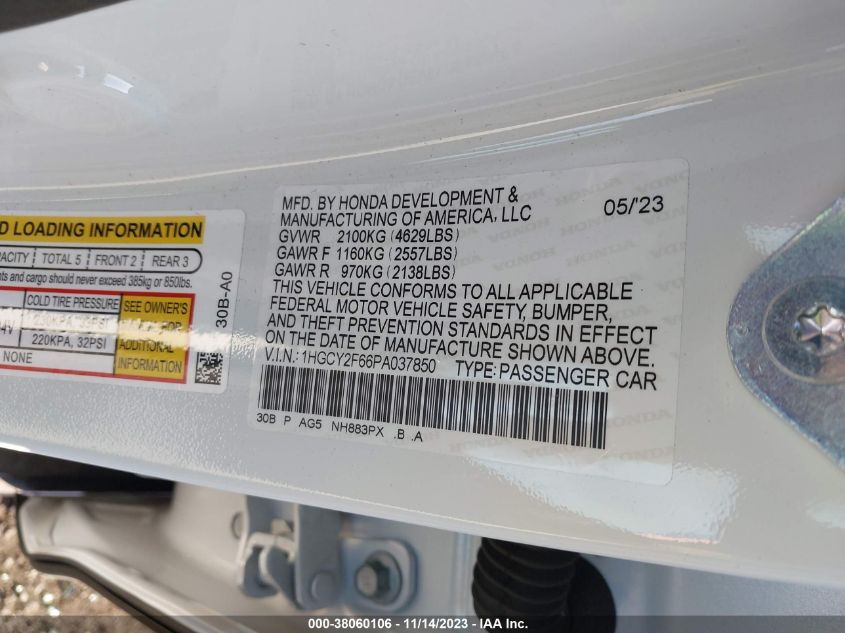 D LOADING INFORMATION
TOTAL 5 FRONT 2 REAR 3
and cargo should never exceed 385kg or 850lbs.
COLD TIRE PRESSURE SEE OWNER'S
FOR
220KPA, 32PSI ADDITIONAL
NONE INFORMATION
30B-A0
MFD. BY HONDA DEVELOPMENT &
MANUFACTURING OF AMERICA, LLC 05/'23
GVWR 2100KG (4629LBS)
GAWR F 1160KG (2557LBS)
GAWR R 970KG (2138LBS)
THIS VEHICLE CONFORMS TO ALL APPLICABLE
FEDERAL MOTOR VEHICLE SAFETY, BUMPER,
AND THEFT PREVENTION STANDARDS IN EFFECT
ON THE DATE OF MANUFACTURE SHOWN ABOVE.
V.I.N.: 1HGCY2F66PA037850 TYPE: PASSENGER CAR
30B P AG5 NH883PX .B .A
000-38060106 - 11/14/2023 - IAA Inc.